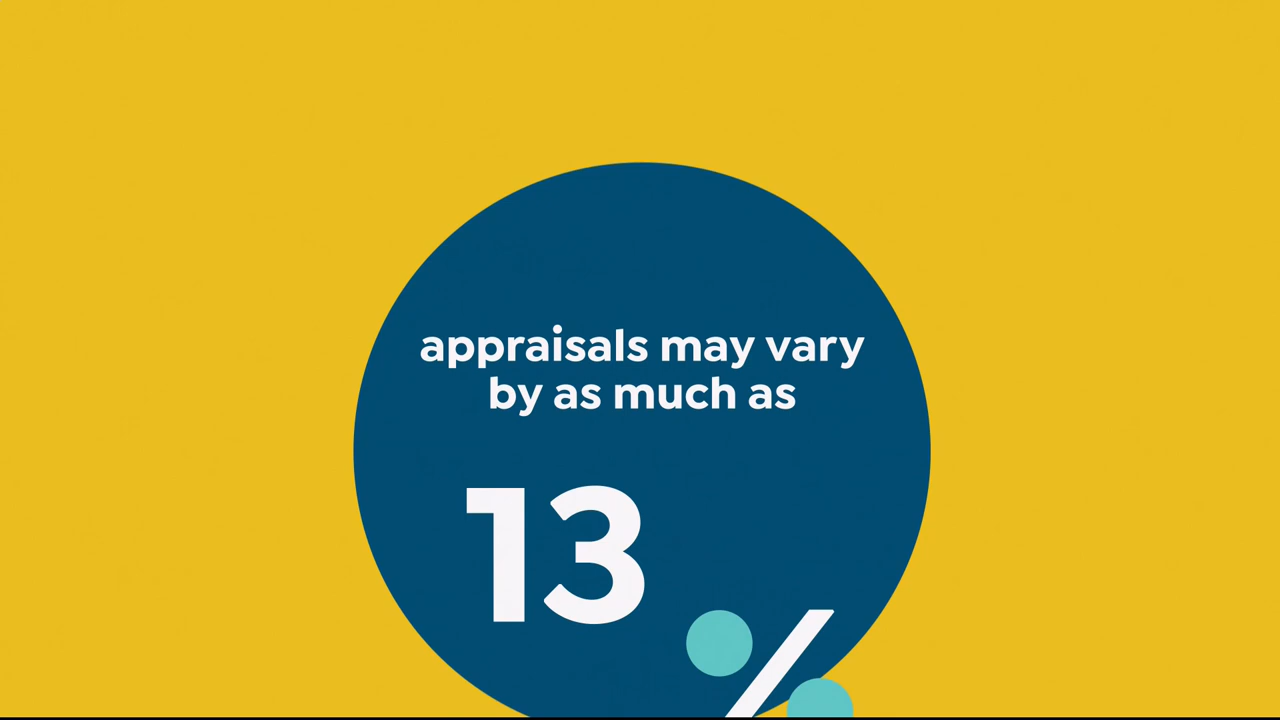 appraisals may vary
by as much as
13
%